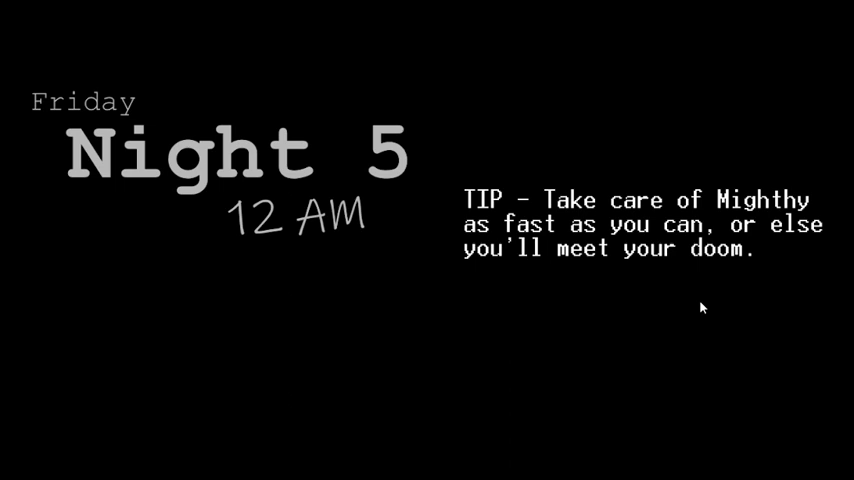 Friday
Night 5
12 AM
TIP - Take care of Mighthy
as fast as you can, or else
you'll meet your doom.